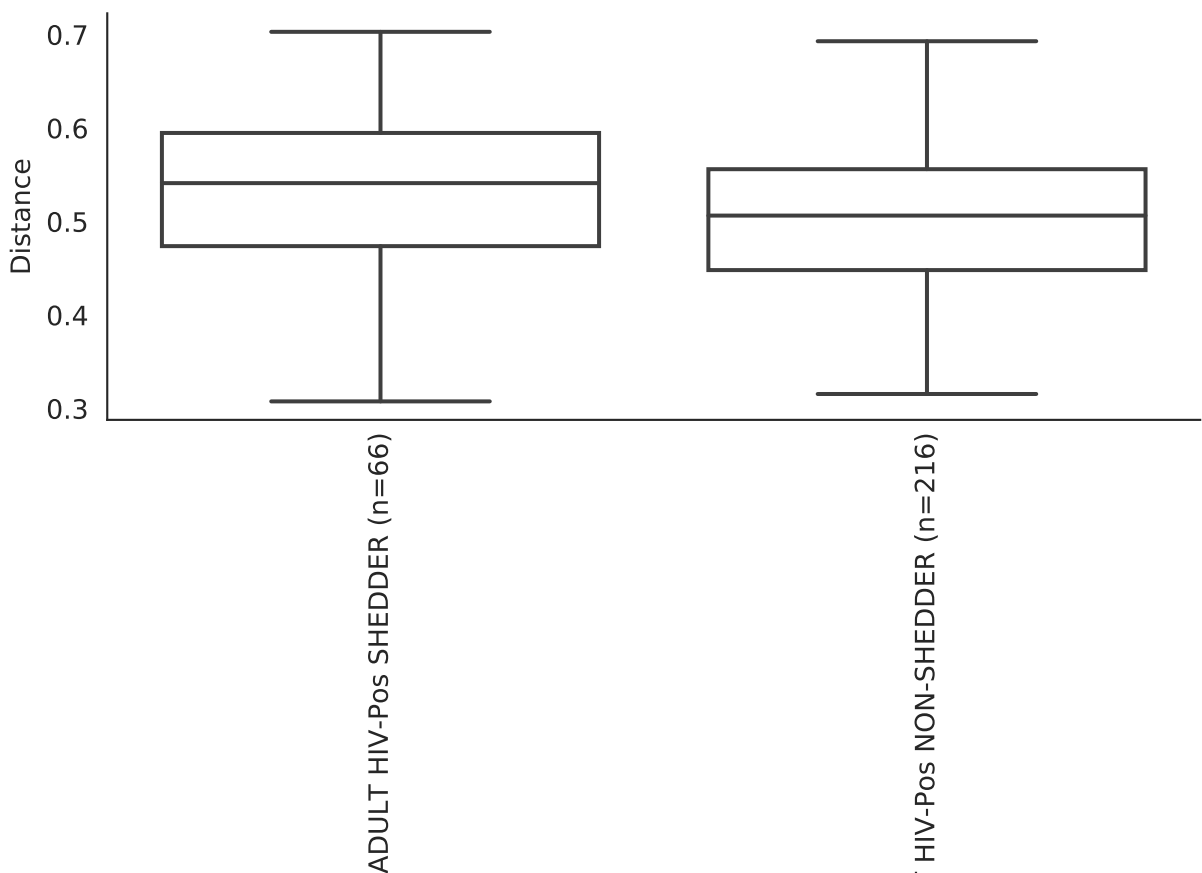 0.7
0.6
0.5
0.4
0.3
Distance
ADULT HIV-Pos SHEDDER (n=66)
HIV-Pos NON-SHEDDER (n=216)